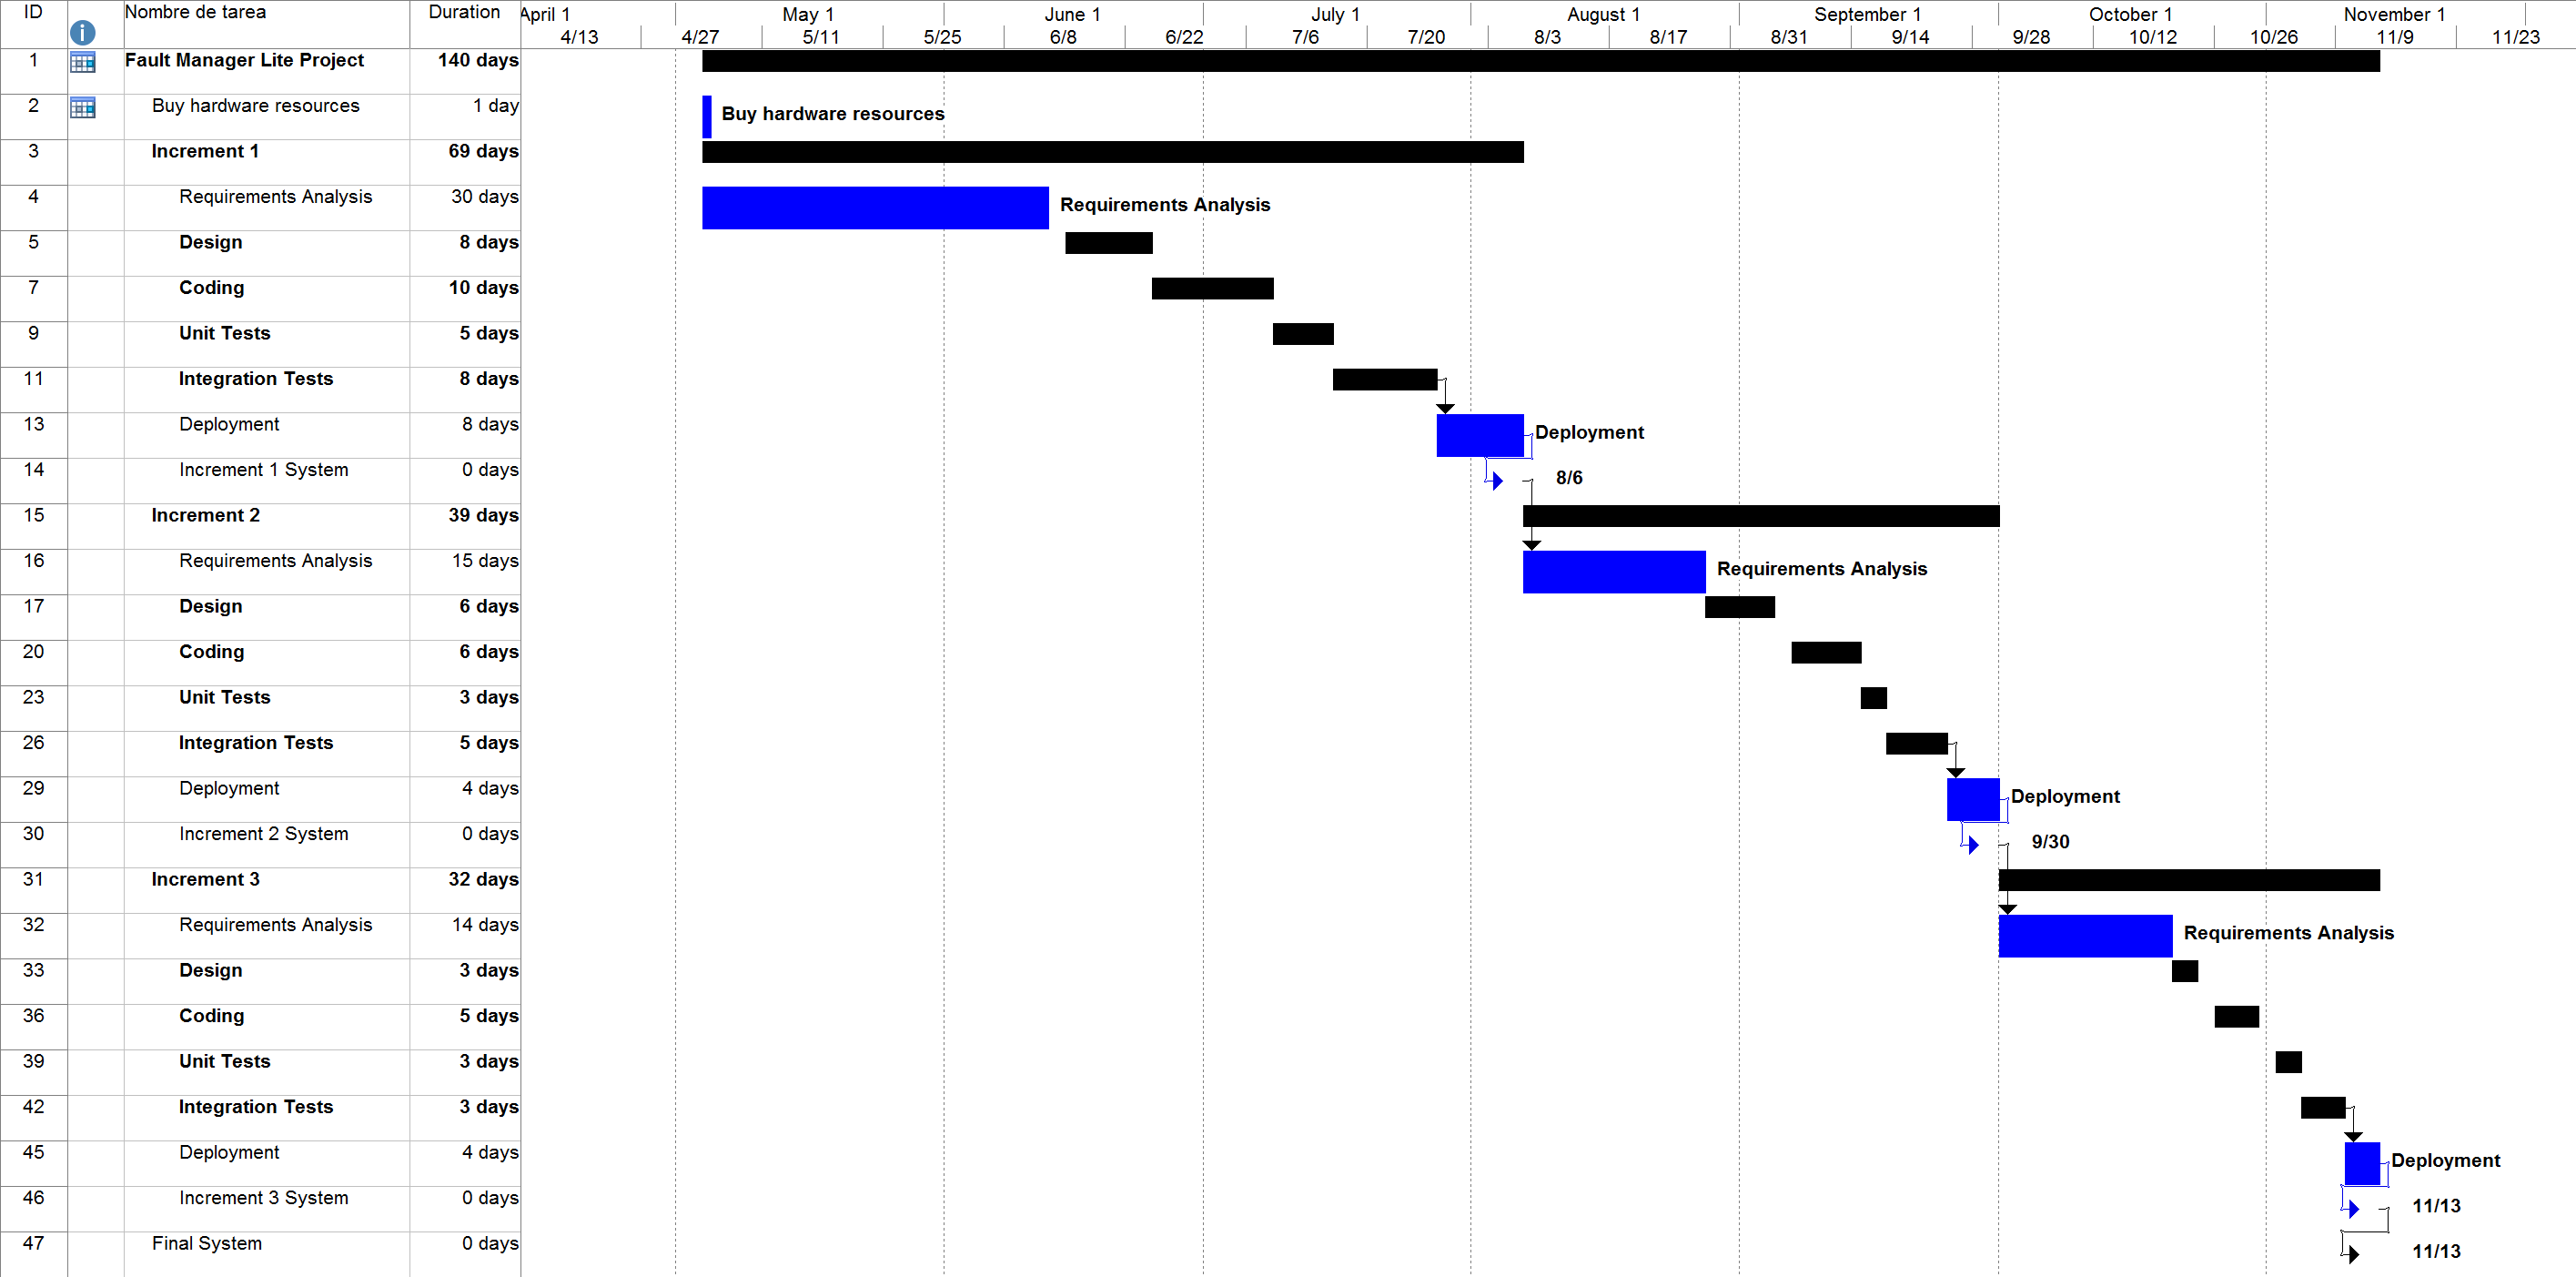 ID Nombre de tarea Duration April 1 May 1 June 1 July 1 August 1 September 1 October 1 November 1
i 4/13 4/27 5/11 5/25 6/8 6/22 7/6 7/20 8/3 8/17 8/31 9/14 9/28 10/12 10/26 11/9 11/23
1 Fault Manager Lite Project 140 days
2 Buy hardware resources 1 day Buy hardware resources
3 Increment 1 69 days
4 Requirements Analysis 30 days Requirements Analysis
5 Design 8 days
7 Coding 10 days
9 Unit Tests 5 days
11 Integration Tests 8 days
13 Deployment 8 days Deployment
14 Increment 1 System 0 days 8/6
15 Increment 2 39 days
16 Requirements Analysis 15 days Requirements Analysis
17 Design 6 days
20 Coding 6 days
23 Unit Tests 3 days
26 Integration Tests 5 days
29 Deployment 4 days Deployment
30 Increment 2 System 0 days 9/30
31 Increment 3 32 days
32 Requirements Analysis 14 days Requirements Analysis
33 Design 3 days
36 Coding 5 days
39 Unit Tests 3 days
42 Integration Tests 3 days
45 Deployment 4 days Deployment
46 Increment 3 System 0 days 11/13
47 Final System 0 days 11/13